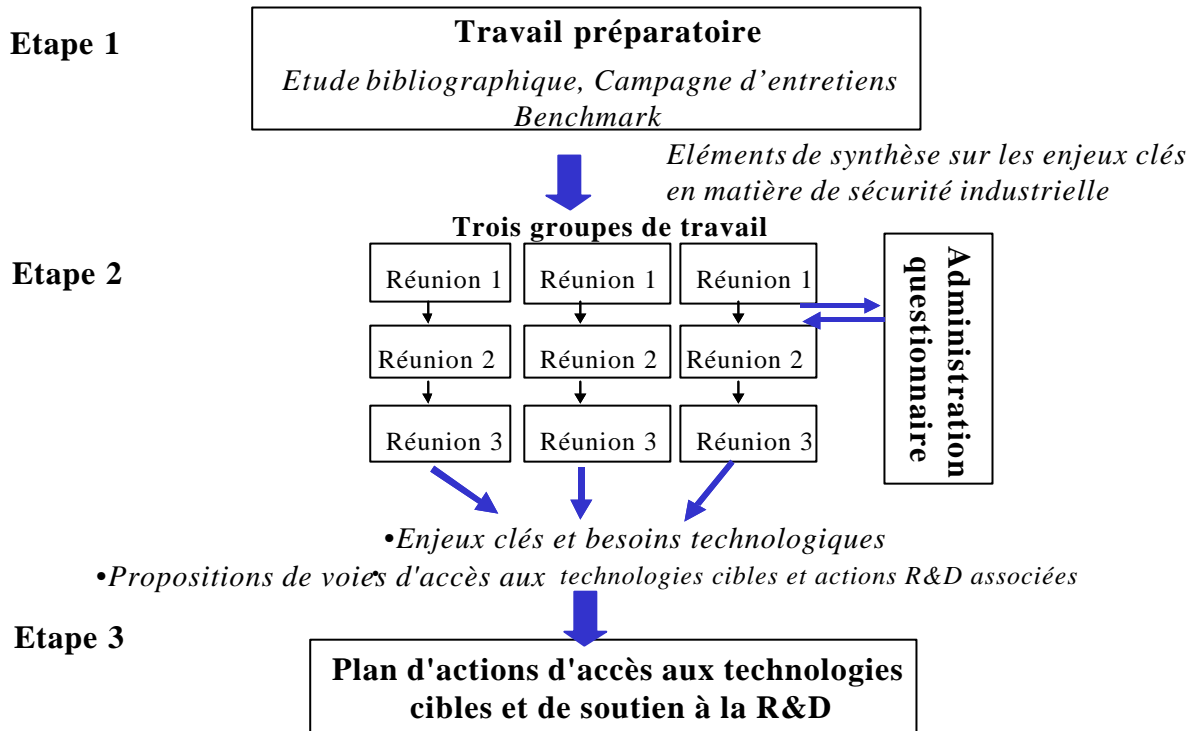 Etape 1
Travail préparatoire
Etude bibliographique, Campagne d'entretiens
Benchmark
Eléments de synthèse sur les enjeux clés
en matière de sécurité industrielle
Trois groupes de travail
Etape 2
Réunion 1
Réunion 1
Réunion 1
Réunion 2
Réunion 2
Réunion 2
Réunion 3
Réunion 3
Réunion 3
Administration
questionnaire
•Enjeux clés et besoins technologiques
•Propositions de voies d'accès aux technologies cibles et actions R&D associées
Etape 3
Plan d'actions d'accès aux technologies
cibles et de soutien à la R&D